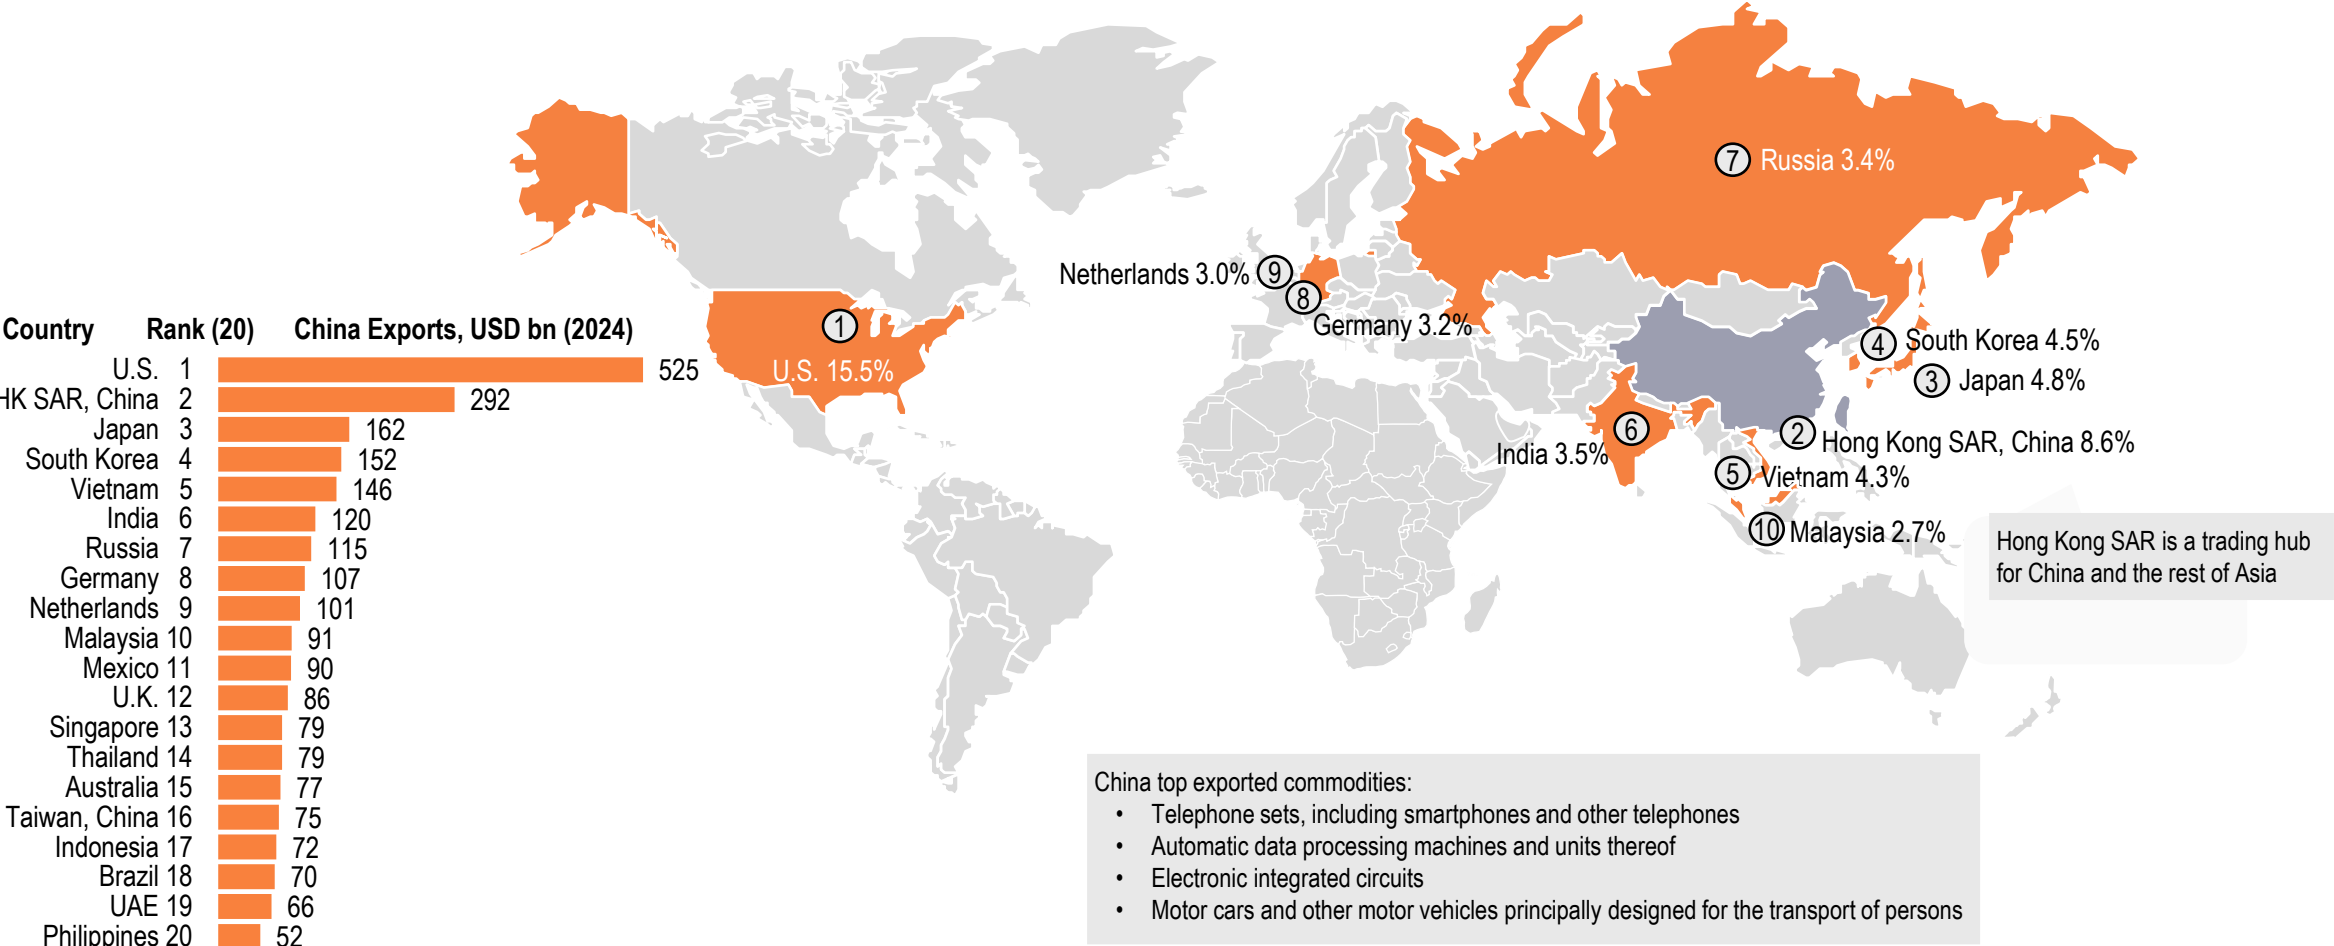 Country Rank (20) China Exports, USD bn (2024)
U.S. 1 525
HK SAR, China 2 292
Japan 3 162
South Korea 4 152
Vietnam 5 146
India 6 120
Russia 7 115
Germany 8 107
Netherlands 9 101
Malaysia 10 91
Mexico 11 90
U.K. 12 86
Singapore 13 79
Thailand 14 79
Australia 15 77
Taiwan, China 16 75
Indonesia 17 72
Brazil 18 70
UAE 19 66
Philippines 20 52
1
U.S. 15.5%
7 Russia 3.4%
Netherlands 3.0% 9
8
Germany 3.2%
4 South Korea 4.5%
3 Japan 4.8%
6
India 3.5%
2 Hong Kong SAR, China 8.6%
5 Vietnam 4.3%
10 Malaysia 2.7%
Hong Kong SAR is a trading hub
for China and the rest of Asia
China top exported commodities:
• Telephone sets, including smartphones and other telephones
• Automatic data processing machines and units thereof
• Electronic integrated circuits
• Motor cars and other motor vehicles principally designed for the transport of persons